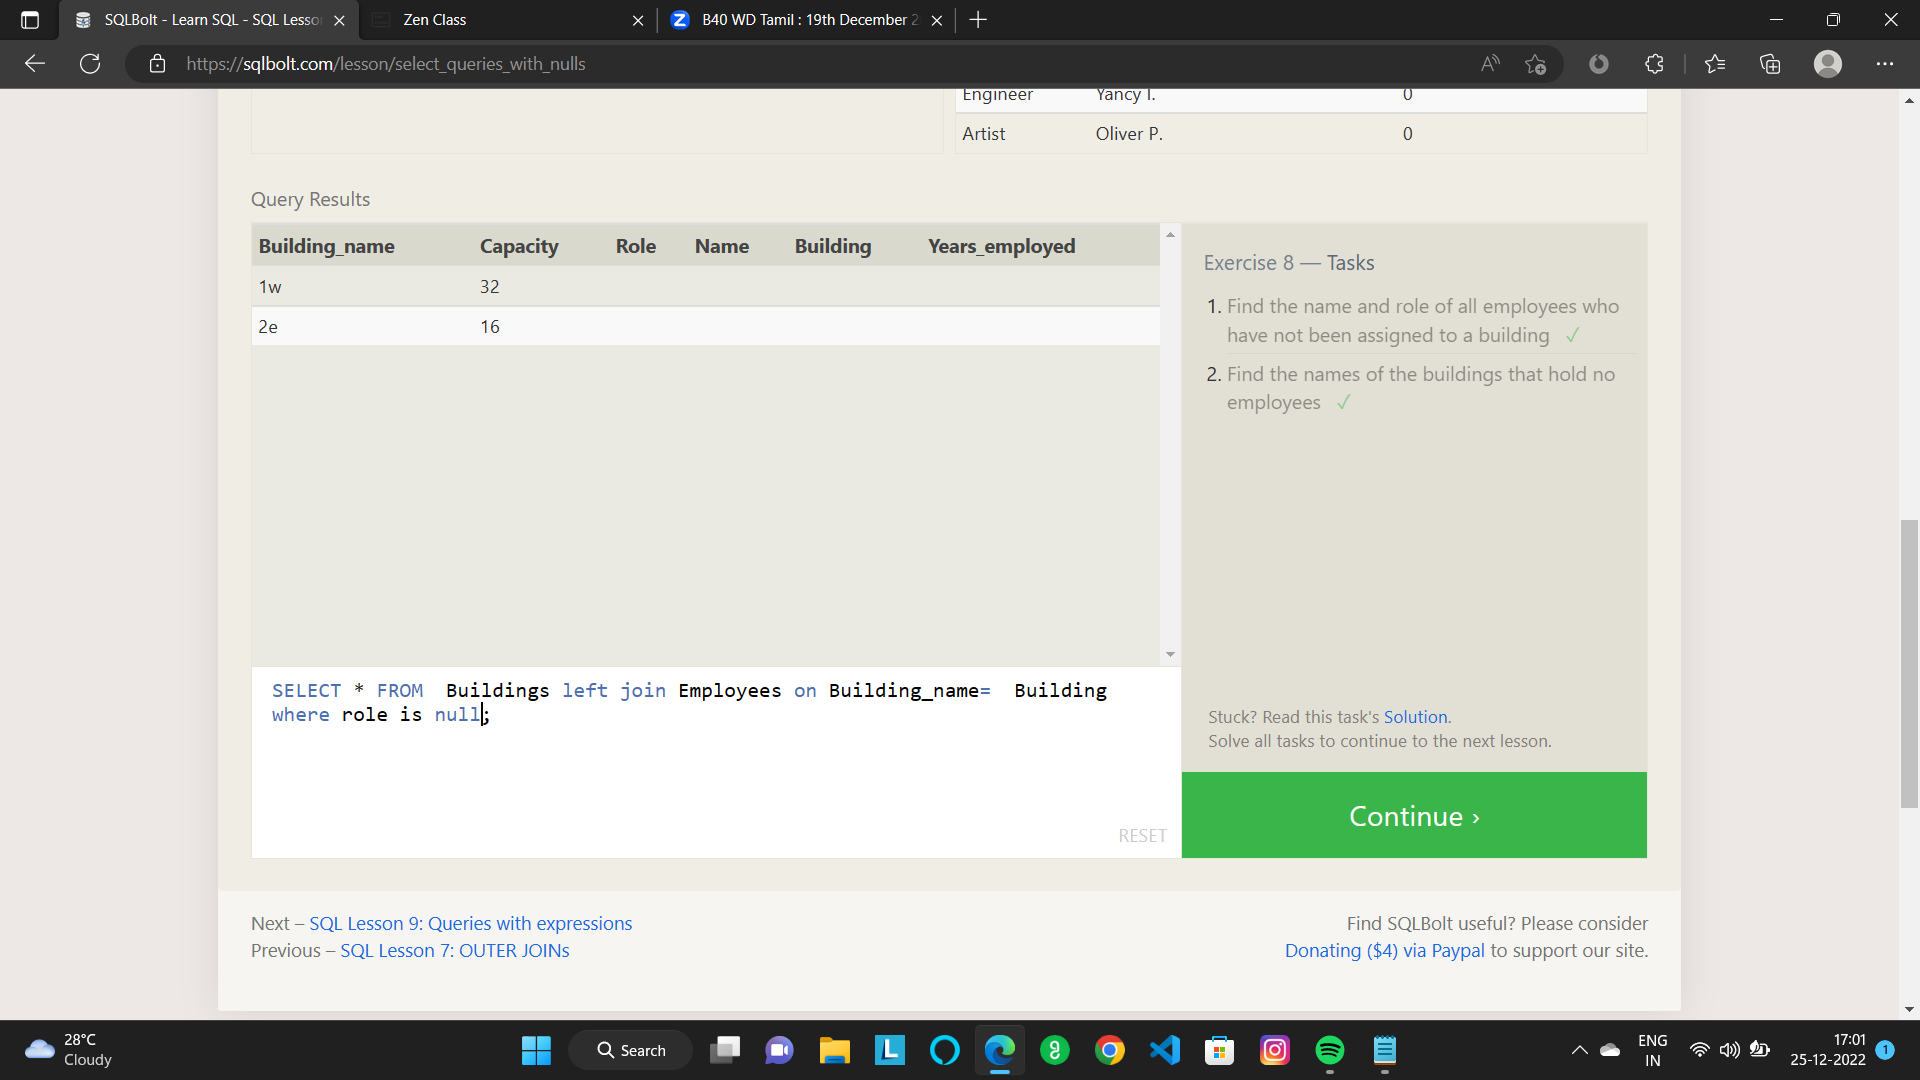 SQLBolt - Learn SQL - SQL Lesso
Zen Class
B40 WD Tamil : 19th December 2
https://sqlbolt.com/lesson/select_queries_with_nulls
Engineer Yancy I. 0
Artist Oliver P. 0
Query Results
Building_name Capacity Role Name Building Years_employed
1w 32
2e 16
Exercise 8 — Tasks
1. Find the name and role of all employees who
have not been assigned to a building ✓
2. Find the names of the buildings that hold no
employees ✓
SELECT * FROM  Buildings left join Employees on Building_name=  Building
where role is null;
RESET
Stuck? Read this task's Solution.
Solve all tasks to continue to the next lesson.
Continue ›
Next – SQL Lesson 9: Queries with expressions
Previous – SQL Lesson 7: OUTER JOINs
Find SQLBolt useful? Please consider
Donating ($4) via Paypal to support our site.
28°C
Cloudy
Search
ENG
IN
17:01
25-12-2022
1